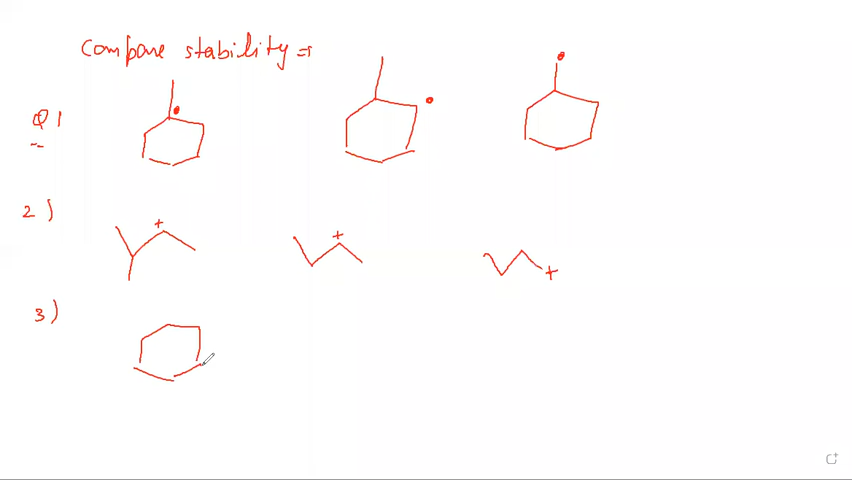 Compare stability ⇒
Q1
2)
+ + +
3)